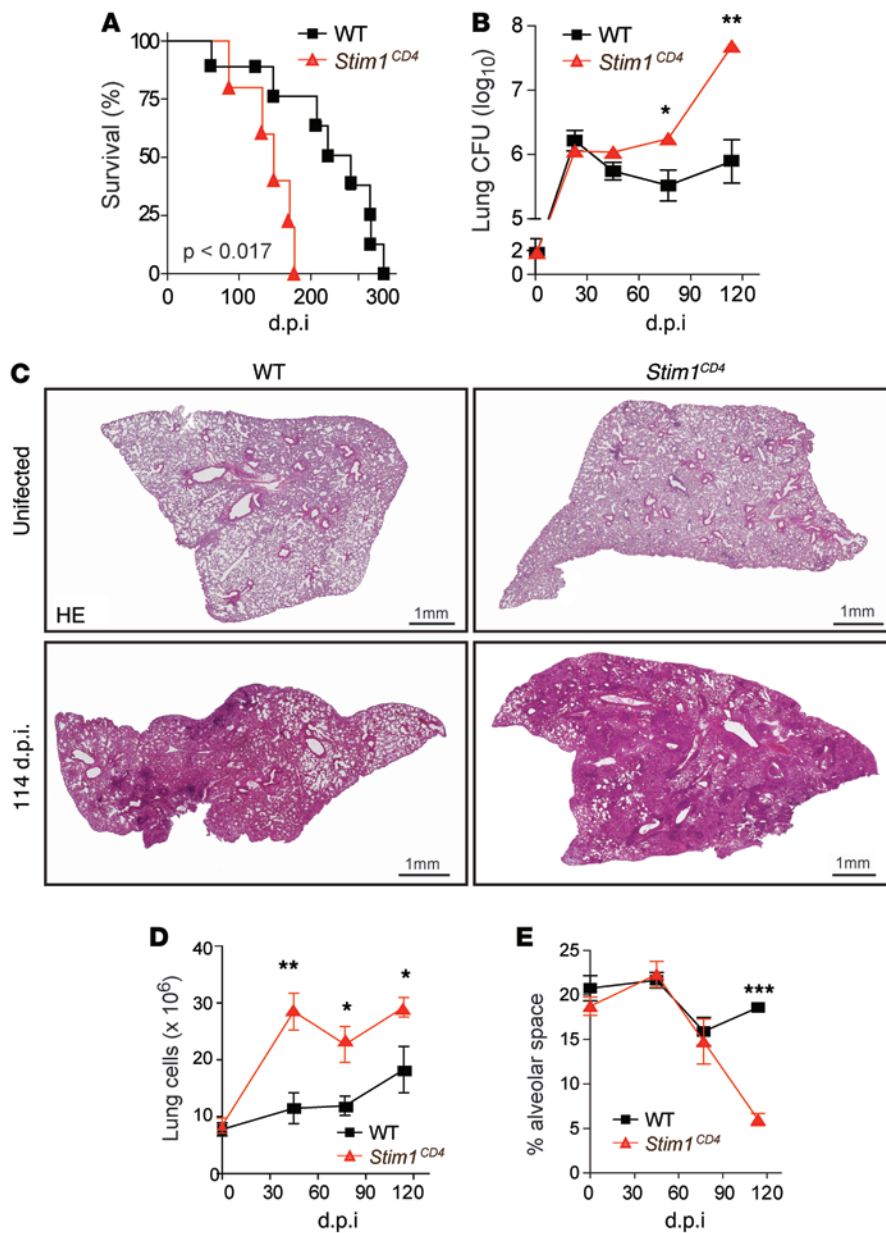 A
WT
Stim1CD4
Survival (%)
100
75
50
25
0
p < 0.017
0 100 200 300
d.p.i
B
WT
Stim1CD4
**
*
Lung CFU (log10)
8
7
6
5
2
0
0 30 60 90 120
d.p.i
C
WT
Stim1CD4
Unifected
HE
1mm
1mm
114 d.p.i.
1mm
1mm
D
Lung cells (x 10^6)
40
30
20
10
0
**
*
*
WT
Stim1CD4
0 30 60 90 120
d.p.i
E
% alveolar space
25
20
15
10
5
0
***
WT
Stim1CD4
0 30 60 90 120
d.p.i